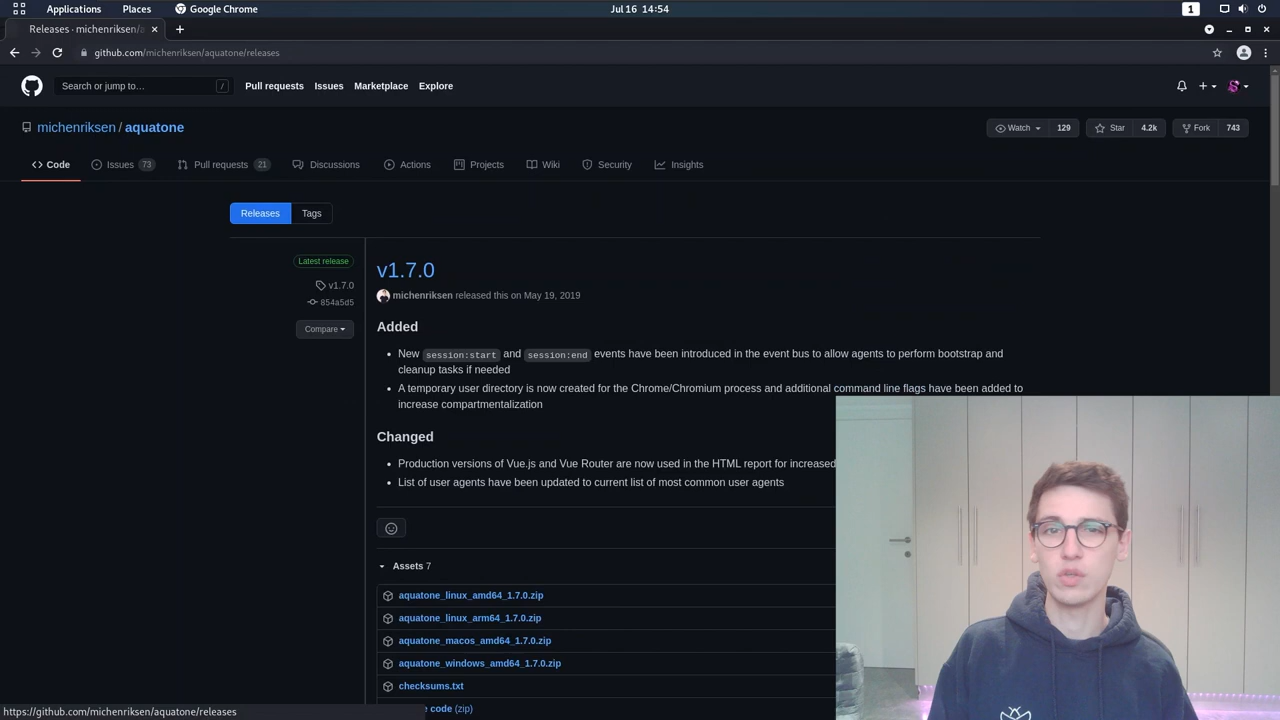 Applications Places Google Chrome Jul 16 14:54 1
Releases · michenriksen/a
github.com/michenriksen/aquatone/releases
Search or jump to… / Pull requests Issues Marketplace Explore
michenriksen / aquatone Watch 129 Star 4.2k Fork 743
Code Issues 73 Pull requests 21 Discussions Actions Projects Wiki Security Insights
Releases Tags
Latest release
v1.7.0
854a5d5
Compare
v1.7.0
michenriksen released this on May 19, 2019
Added
New session:start and session:end events have been introduced in the event bus to allow agents to perform bootstrap and
cleanup tasks if needed
A temporary user directory is now created for the Chrome/Chromium process and additional command line flags have been added to
increase compartmentalization
Changed
Production versions of Vue.js and Vue Router are now used in the HTML report for increased
List of user agents have been updated to current list of most common user agents
Assets 7
aquatone_linux_amd64_1.7.0.zip
aquatone_linux_arm64_1.7.0.zip
aquatone_macos_amd64_1.7.0.zip
aquatone_windows_amd64_1.7.0.zip
checksums.txt
code (zip)
https://github.com/michenriksen/aquatone/releases